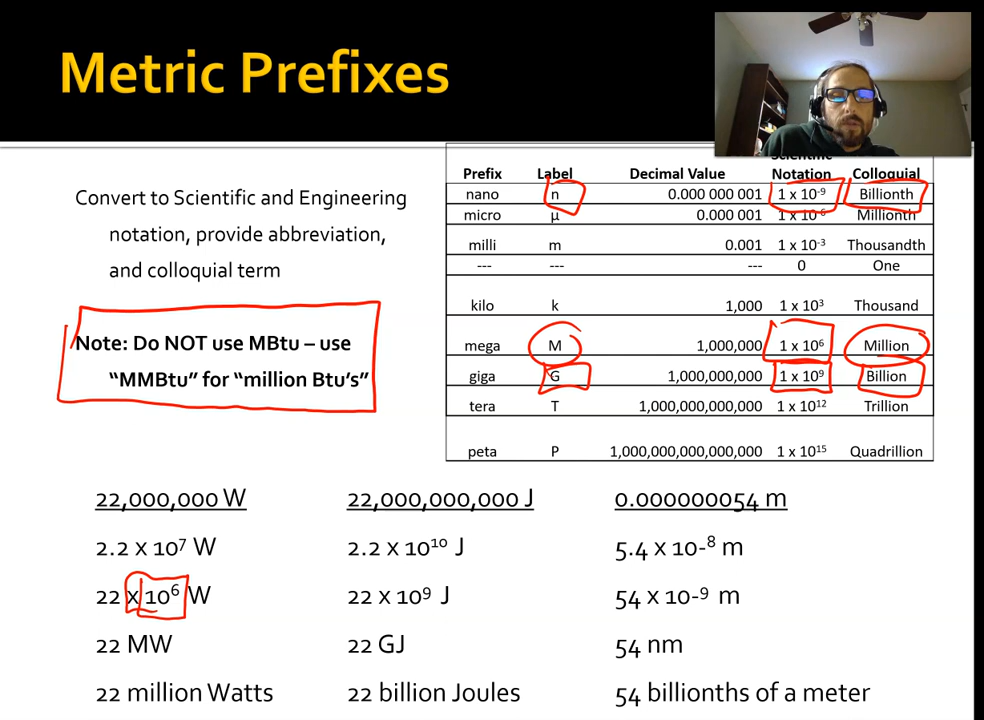 Metric Prefixes
Convert to Scientific and Engineering
notation, provide abbreviation,
and colloquial term
Note: Do NOT use MBtu – use
“MMBtu” for “million Btu’s”
Scientific
Prefix Label Decimal Value Notation Colloquial
nano n 0.000 000 001 1 x 10⁻⁹ Billionth
micro µ 0.000 001 1 x 10⁻⁶ Millionth
milli m 0.001 1 x 10⁻³ Thousandth
--- --- --- 0 One
kilo k 1,000 1 x 10³ Thousand
mega M 1,000,000 1 x 10⁶ Million
giga G 1,000,000,000 1 x 10⁹ Billion
tera T 1,000,000,000,000 1 x 10¹² Trillion
peta P 1,000,000,000,000,000 1 x 10¹⁵ Quadrillion
22,000,000 W 22,000,000,000 J 0.000000054 m
2.2 x 10⁷ W 2.2 x 10¹⁰ J 5.4 x 10-⁸ m
22 x 10⁶ W 22 x 10⁹ J 54 x 10-⁹ m
22 MW 22 GJ 54 nm
22 million Watts 22 billion Joules 54 billionths of a meter